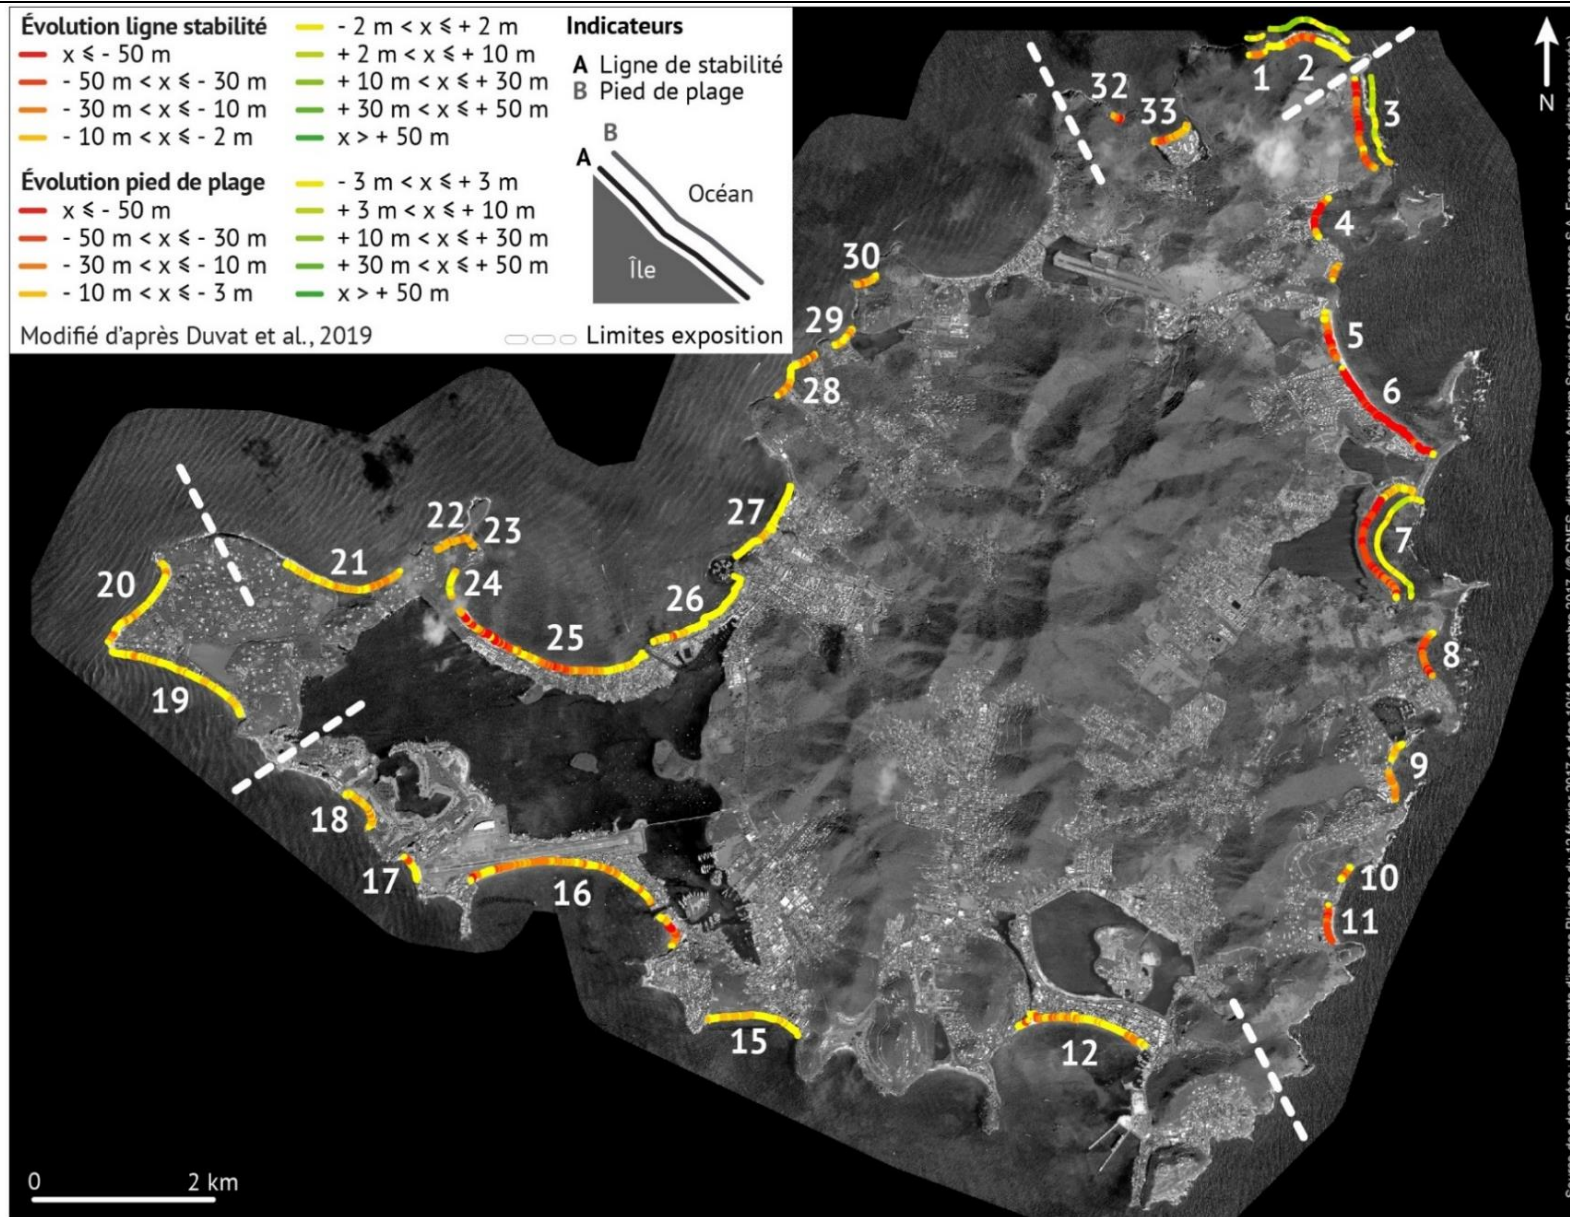 Évolution ligne stabilité
x ⩽ - 50 m
- 50 m < x ⩽ - 30 m
- 30 m < x ⩽ - 10 m
- 10 m < x ⩽ - 2 m
- 2 m < x ⩽ + 2 m
+ 2 m < x ⩽ + 10 m
+ 10 m < x ⩽ + 30 m
+ 30 m < x ⩽ + 50 m
x > + 50 m
Évolution pied de plage
x ⩽ - 50 m
- 50 m < x ⩽ - 30 m
- 30 m < x ⩽ - 10 m
- 10 m < x ⩽ - 3 m
- 3 m < x ⩽ + 3 m
+ 3 m < x ⩽ + 10 m
+ 10 m < x ⩽ + 30 m
+ 30 m < x ⩽ + 50 m
x > + 50 m
Indicateurs
A Ligne de stabilité
B Pied de plage
B
A
Océan
Île
Modifié d'après Duvat et al., 2019
Limites exposition
N
1
2
3
32
33
4
30
29
28
5
6
7
27
22
23
21
20
24
26
25
8
19
9
18
17
16
10
11
15
12
0
2 km